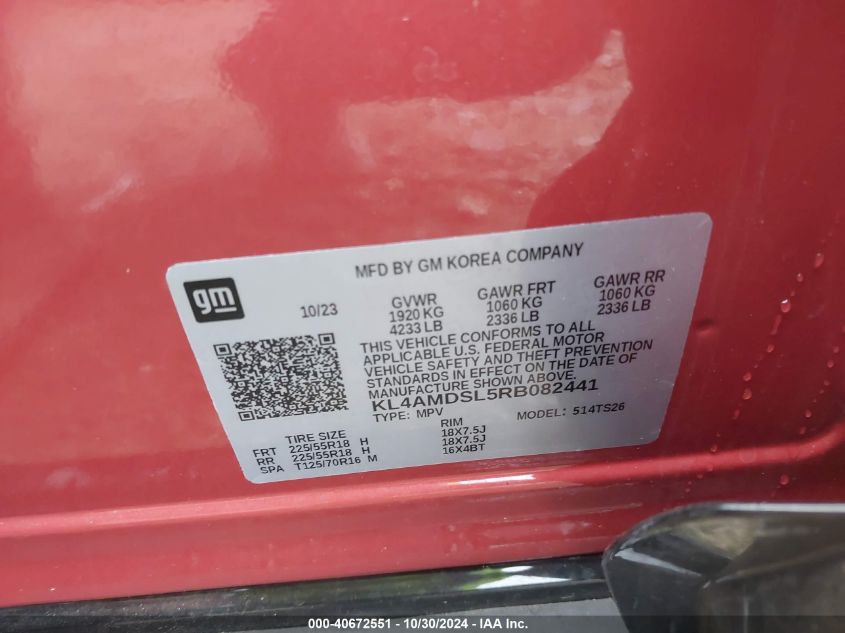 MFD BY GM KOREA COMPANY
gm
10/23
GVWR GAWR FRT GAWR RR
1920 KG 1060 KG 1060 KG
4233 LB 2336 LB 2336 LB
THIS VEHICLE CONFORMS TO ALL
APPLICABLE U.S. FEDERAL MOTOR
VEHICLE SAFETY AND THEFT PREVENTION
STANDARDS IN EFFECT ON THE DATE OF
MANUFACTURE SHOWN ABOVE.
KL4AMDSL5RB082441
TYPE: MPV MODEL: 514TS26
TIRE SIZE RIM
FRT 225/55R18 H 18X7.5J
RR 225/55R18 H 18X7.5J
SPA T125/70R16 M 16X4BT
000-40672551 - 10/30/2024 - IAA Inc.